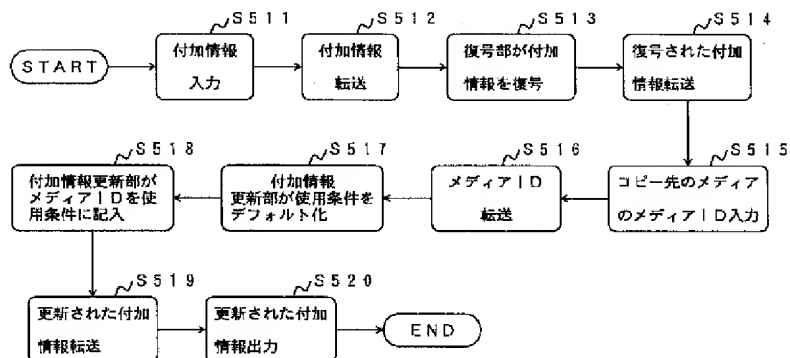 START
S511
付加情報
入力
S512
付加情報
転送
S513
復号部が付加
情報を復号
S514
復号された付加
情報転送
S515
コピー先のメディア
のメディアID入力
S516
メディアID
転送
S517
付加情報
更新部が使用条件を
デフォルト化
S518
付加情報更新部が
メディアIDを使
用条件に記入
S519
更新された付加
情報転送
S520
更新された付加
情報出力
END